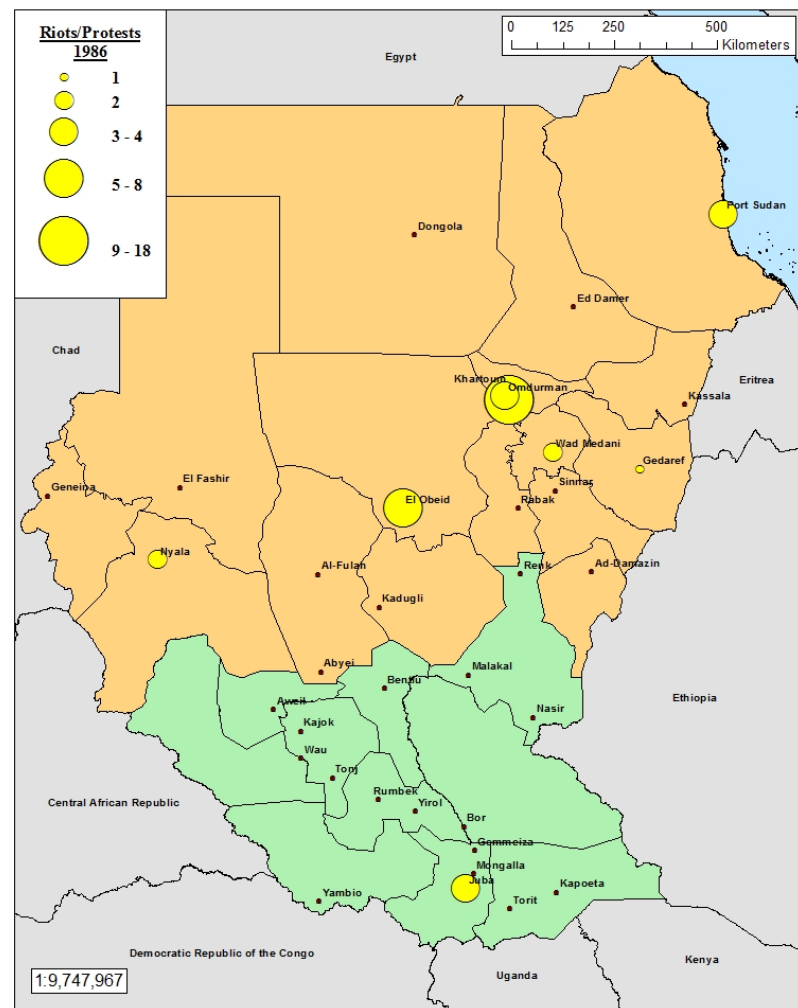 Riots/Protests
1986
1
2
3 - 4
5 - 8
9 - 18
0 125 250 500
Kilometers
Egypt
Port Sudan
Dongola
Ed Damer
Chad
Eritrea
Khartoum
Omdurman
Kassala
Wad Medani
Gedaref
El Fashir
Sinnar
Geneina
El Obeid
Rabak
Nyala
Al-Fulah
Renk
Ad-Damazin
Kadugli
Abyei
Malakal
Bentiu
Ethiopia
Aweil
Nasir
Kajok
Wau
Tonj
Central African Republic
Rumbek
Yirol
Bor
Gemmeiza
Mongalla
Juba
Kapoeta
Yambio
Torit
Democratic Republic of the Congo
Kenya
Uganda
1:9,747,967